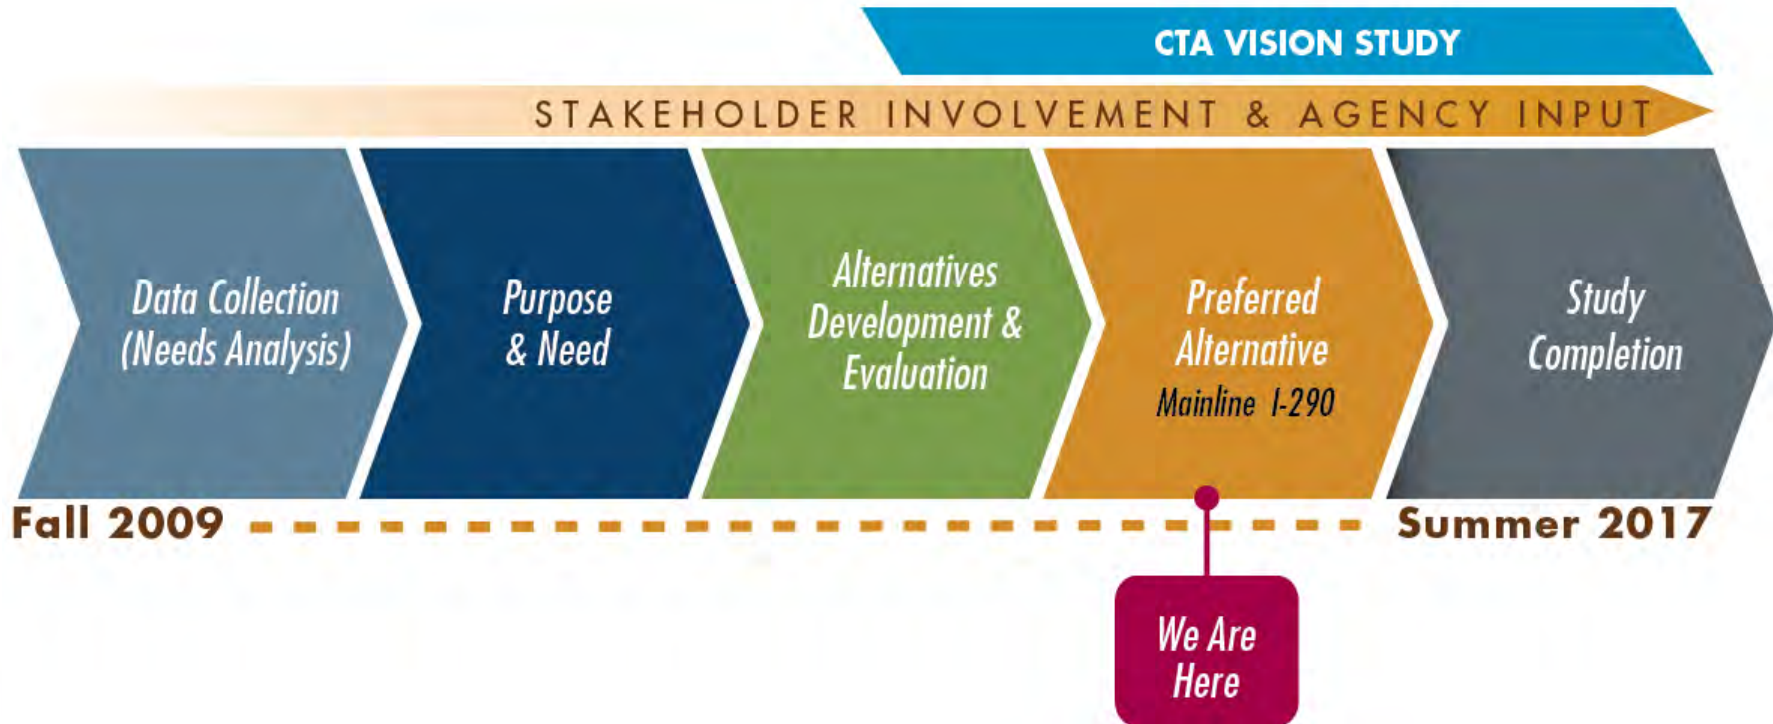 CTA VISION STUDY
STAKEHOLDER INVOLVEMENT & AGENCY INPUT
Data Collection
(Needs Analysis)
Purpose
& Need
Alternatives
Development &
Evaluation
Preferred
Alternative
Mainline I-290
Study
Completion
Fall 2009
Summer 2017
We Are
Here